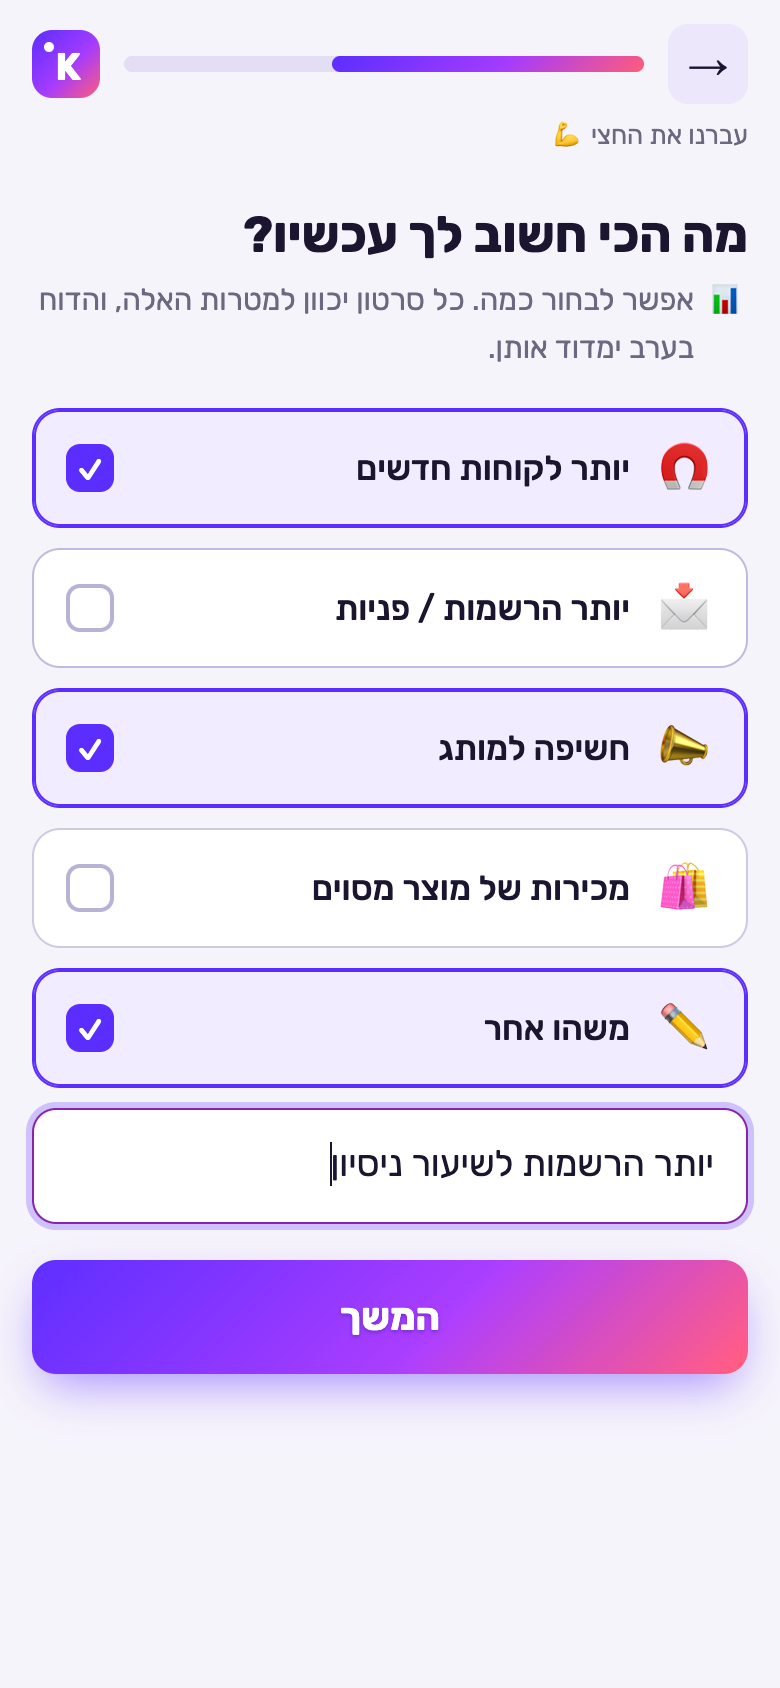 K
עברנו את החצי 💪
מה הכי חשוב לך עכשיו?
📊 אפשר לבחור כמה. כל סרטון יכוון למטרות האלה, והדוח
בערב ימדוד אותן.
יותר לקוחות חדשים
יותר הרשמות / פניות
חשיפה למותג
מכירות של מוצר מסוים
משהו אחר
יותר הרשמות לשיעור ניסיון
המשך